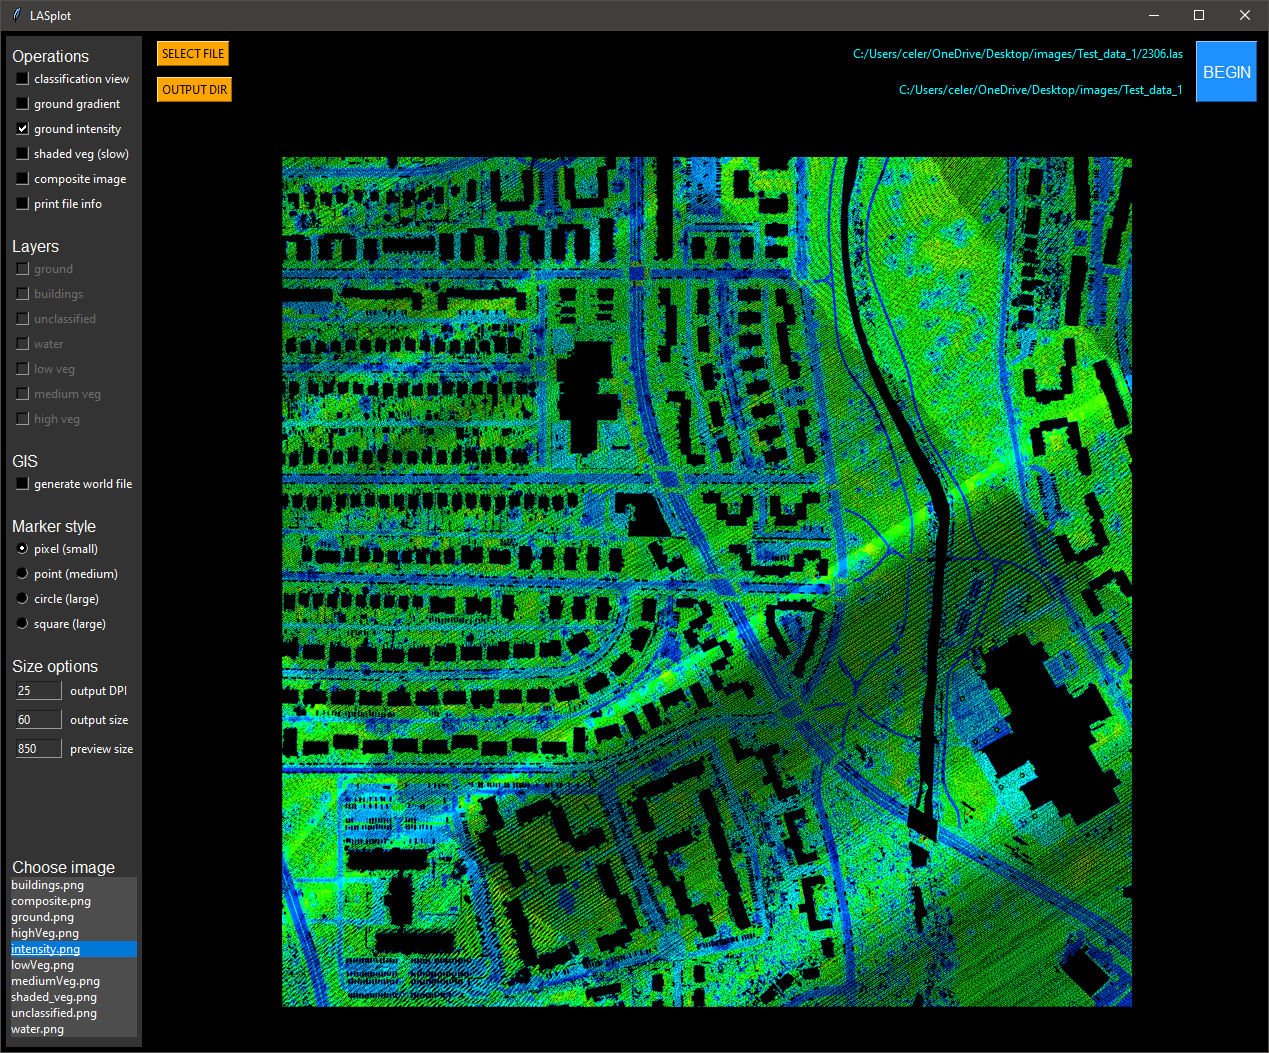 LASplot
Operations
classification view
ground gradient
ground intensity
shaded veg (slow)
composite image
print file info
Layers
ground
buildings
unclassified
water
low veg
medium veg
high veg
GIS
generate world file
Marker style
pixel (small)
point (medium)
circle (large)
square (large)
Size options
25 output DPI
60 output size
850 preview size
Choose image
buildings.png
composite.png
ground.png
highVeg.png
intensity.png
lowVeg.png
mediumVeg.png
shaded_veg.png
unclassified.png
water.png
SELECT FILE
C:/Users/celer/OneDrive/Desktop/images/Test_data_1/2306.las
OUTPUT DIR
C:/Users/celer/OneDrive/Desktop/images/Test_data_1
BEGIN